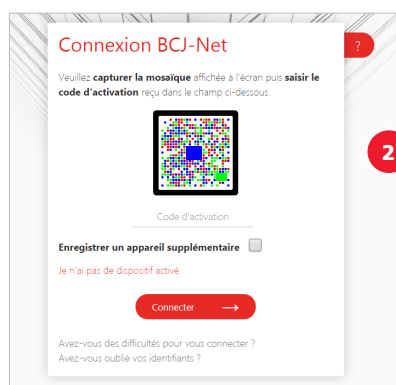 Connexion BCJ-Net
?
Veuillez capturer la mosaïque affichée à l'écran puis saisir le
code d'activation reçu dans le champ ci-dessous.
2
Code d'activation
Enregistrer un appareil supplémentaire
Je n'ai pas de dispositif activé
Connecter →
Avez-vous des difficultés pour vous connecter ?
Avez-vous oublié vos identifiants ?